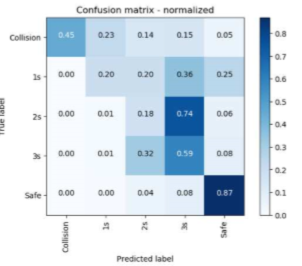 Confusion matrix - normalized
Collision 0.45 0.23 0.14 0.15 0.05
1s 0.00 0.20 0.20 0.36 0.25
2s 0.00 0.01 0.18 0.74 0.06
3s 0.00 0.01 0.32 0.59 0.08
Safe 0.00 0.00 0.04 0.08 0.87
Collision 1s 2s 3s Safe
Predicted label
True label
0.8
0.7
0.6
0.5
0.4
0.3
0.2
0.1
0.0